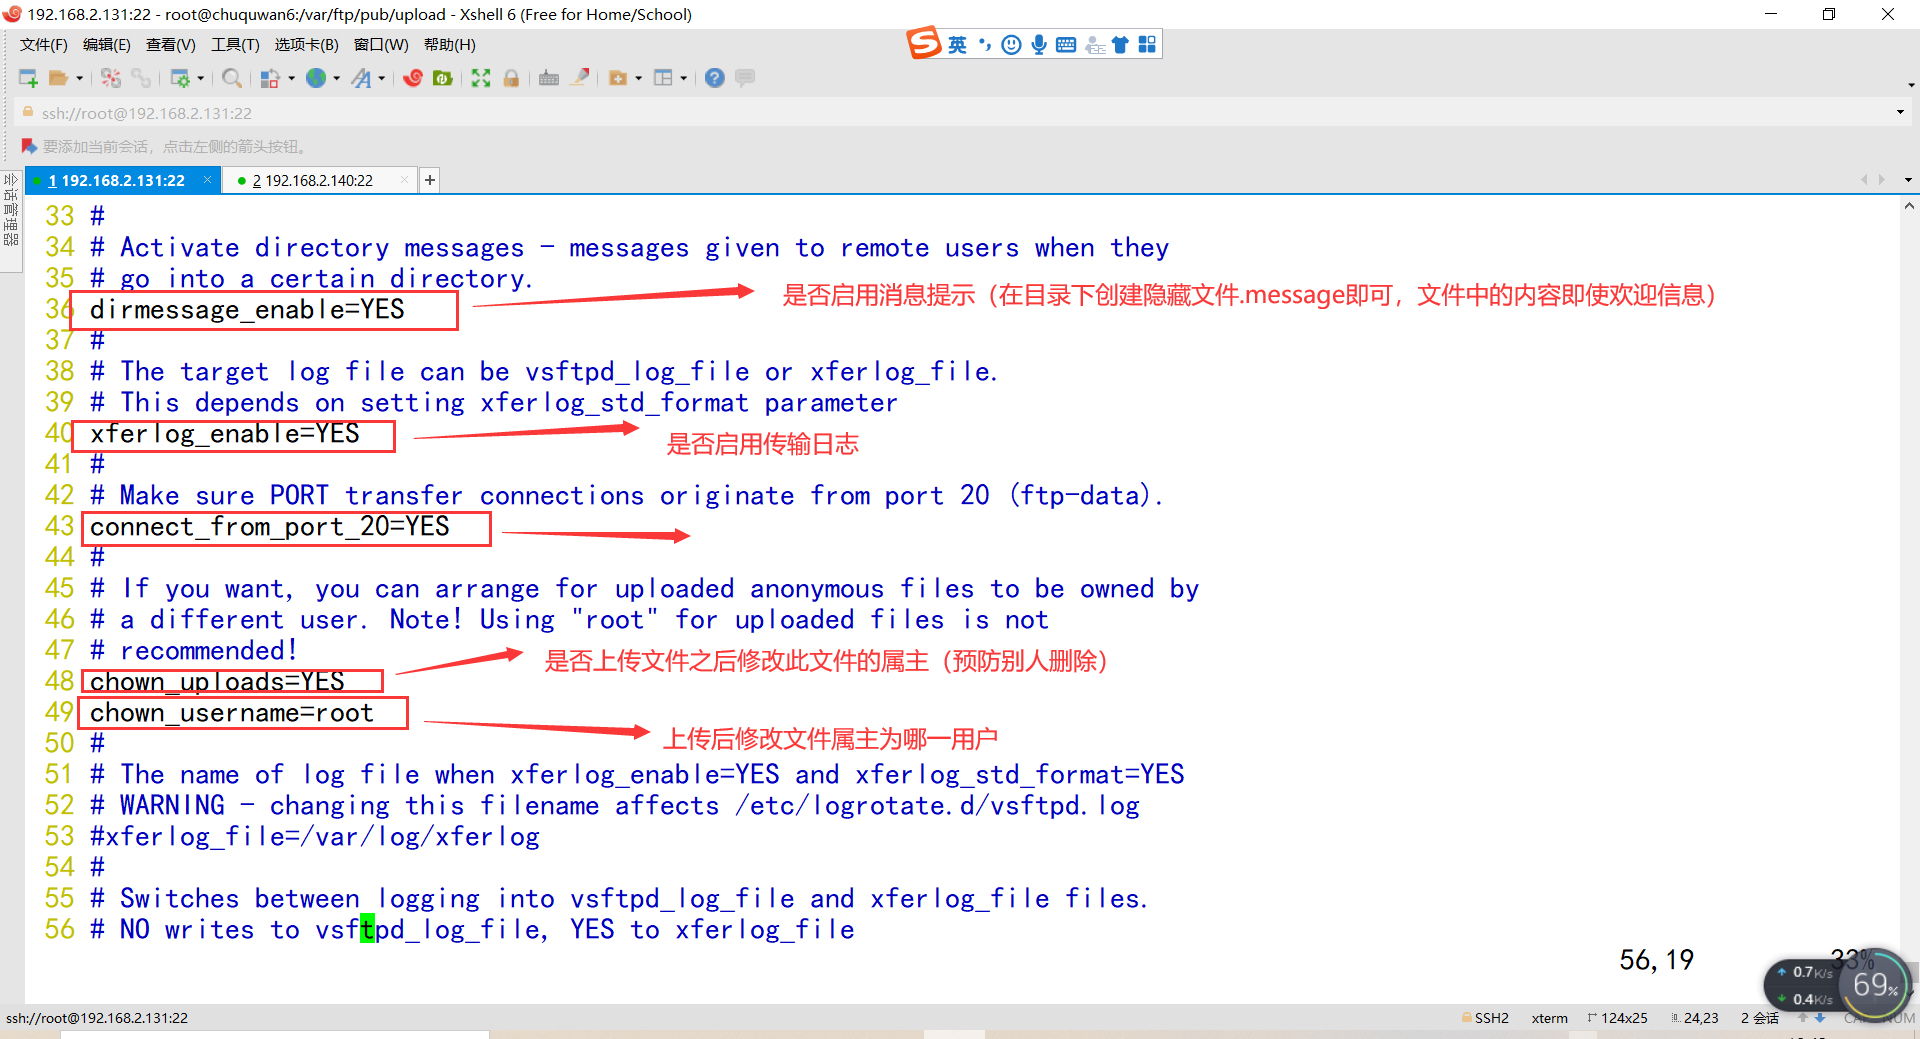 192.168.2.131:22 - root@chuquwan6:/var/ftp/pub/upload - Xshell 6 (Free for Home/School)
文件(F) 编辑(E) 查看(V) 工具(T) 选项卡(B) 窗口(W) 帮助(H)
英
ssh://root@192.168.2.131:22
要添加当前会话，点击左侧的箭头按钮。
会话管理器
1 192.168.2.131:22
2 192.168.2.140:22
33 #
34 # Activate directory messages - messages given to remote users when they
35 # go into a certain directory.
36 dirmessage_enable=YES
是否启用消息提示（在目录下创建隐藏文件.message即可，文件中的内容即使欢迎信息）
37 #
38 # The target log file can be vsftpd_log_file or xferlog_file.
39 # This depends on setting xferlog_std_format parameter
40 xferlog_enable=YES
是否启用传输日志
41 #
42 # Make sure PORT transfer connections originate from port 20 (ftp-data).
43 connect_from_port_20=YES
44 #
45 # If you want, you can arrange for uploaded anonymous files to be owned by
46 # a different user. Note! Using "root" for uploaded files is not
47 # recommended!
是否上传文件之后修改此文件的属主（预防别人删除）
48 chown_uploads=YES
49 chown_username=root
上传后修改文件属主为哪一用户
50 #
51 # The name of log file when xferlog_enable=YES and xferlog_std_format=YES
52 # WARNING - changing this filename affects /etc/logrotate.d/vsftpd.log
53 #xferlog_file=/var/log/xferlog
54 #
55 # Switches between logging into vsftpd_log_file and xferlog_file files.
56 # NO writes to vsftpd_log_file, YES to xferlog_file
56,19 33%
0.7K/s
0.4K/s
69%
ssh://root@192.168.2.131:22 SSH2 xterm 124x25 24,23 2 会话 CAP NUM